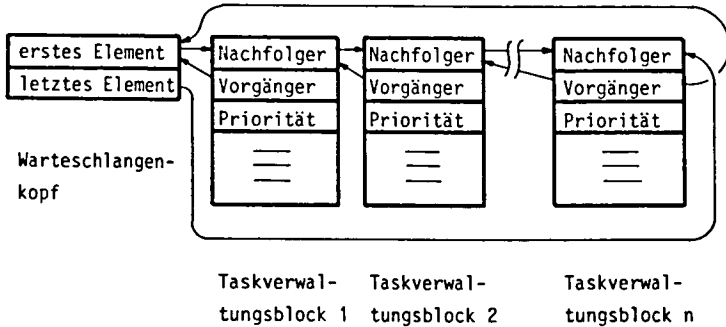 erstes Element
letztes Element
Warteschlangen-
kopf
Nachfolger
Vorgänger
Priorität
Nachfolger
Vorgänger
Priorität
Nachfolger
Vorgänger
Priorität
Taskverwal-
tungsblock 1
Taskverwal-
tungsblock 2
Taskverwal-
tungsblock n